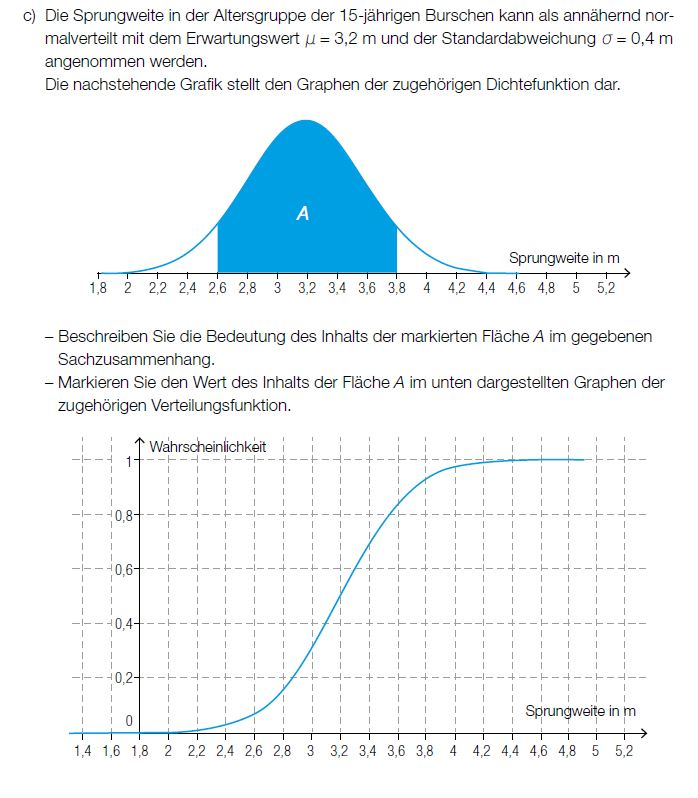 c) Die Sprungweite in der Altersgruppe der 15-jährigen Burschen kann als annähernd nor-
malverteilt mit dem Erwartungswert μ = 3,2 m und der Standardabweichung σ = 0,4 m
angenommen werden.
Die nachstehende Grafik stellt den Graphen der zugehörigen Dichtefunktion dar.
A
Sprungweite in m
1,8 2 2,2 2,4 2,6 2,8 3 3,2 3,4 3,6 3,8 4 4,2 4,4 4,6 4,8 5 5,2
– Beschreiben Sie die Bedeutung des Inhalts der markierten Fläche A im gegebenen
Sachzusammenhang.
– Markieren Sie den Wert des Inhalts der Fläche A im unten dargestellten Graphen der
zugehörigen Verteilungsfunktion.
Wahrscheinlichkeit
1
0,8
0,6
0,4
0,2
0
Sprungweite in m
1,4 1,6 1,8 2 2,2 2,4 2,6 2,8 3 3,2 3,4 3,6 3,8 4 4,2 4,4 4,6 4,8 5 5,2